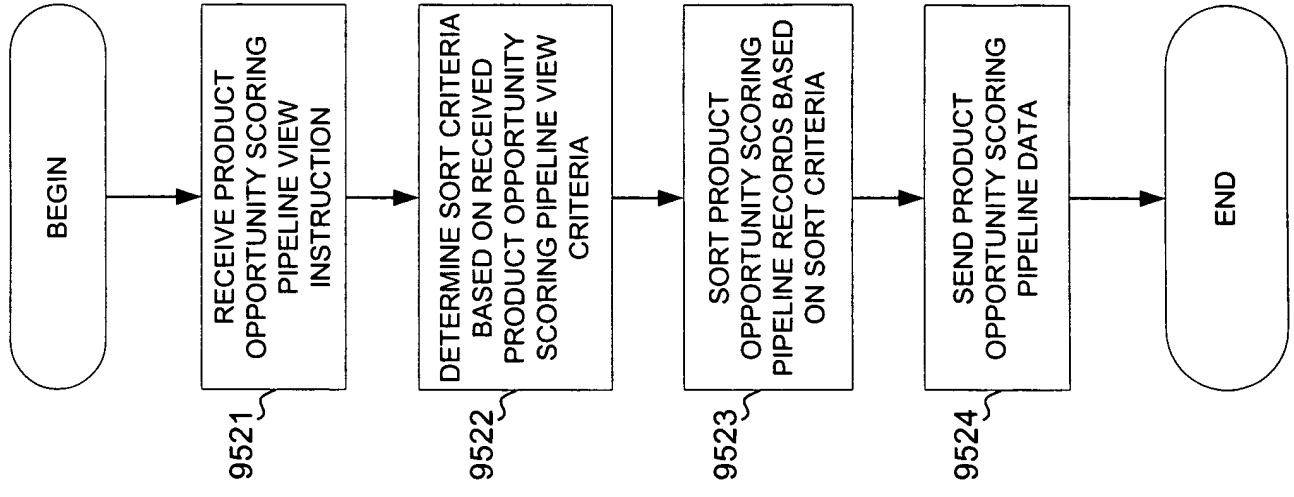 BEGIN
9521
RECEIVE PRODUCT
OPPORTUNITY SCORING
PIPELINE VIEW
INSTRUCTION
9522
DETERMINE SORT CRITERIA
BASED ON RECEIVED
PRODUCT OPPORTUNITY
SCORING PIPELINE VIEW
CRITERIA
9523
SORT PRODUCT
OPPORTUNITY SCORING
PIPELINE RECORDS BASED
ON SORT CRITERIA
9524
SEND PRODUCT
OPPORTUNITY SCORING
PIPELINE DATA
END